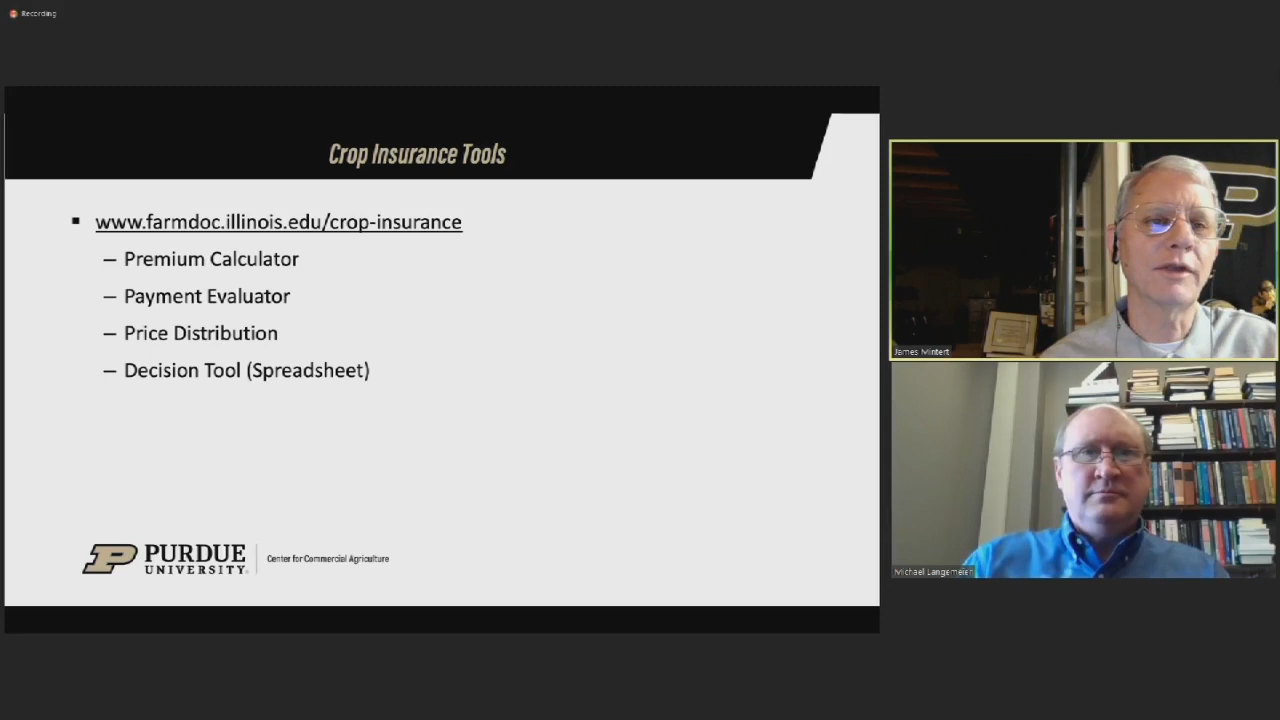 Recording
Crop Insurance Tools
▪ www.farmdoc.illinois.edu/crop-insurance
– Premium Calculator
– Payment Evaluator
– Price Distribution
– Decision Tool (Spreadsheet)
PURDUE
UNIVERSITY®
Center for Commercial Agriculture
James Mintert
Michael Langemeier